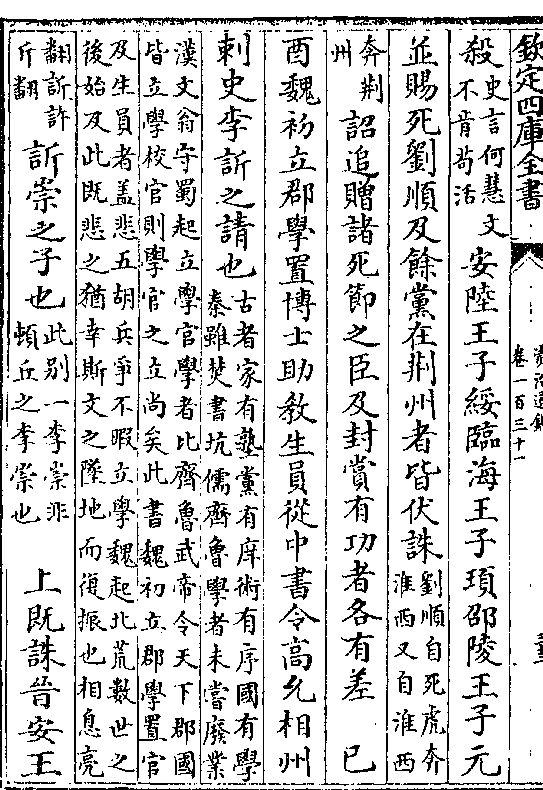 欽定四庫全書
資治通鑑
卷一百三十一
殺史言何慧文不肯苟活安陸王子綏臨海王子頊邵陵王子元
並賜死劉順及餘黨在荆州者皆伏誅劉順自死虎奔淮西又自淮西
奔荆州詔追贈諸死節之臣及封賞有功者各有差 已
酉魏初立郡學置博士助教生員從中書令高允相州
刺史李訢之請也古者家有塾黨有庠術有序國有學秦雖焚書坑儒齊魯學者未嘗廢業
漢文翁守蜀起立學官學者比齊魯武帝令天下郡國皆立學校官則學官之立尚矣此書魏初立郡學置官
及生員者盖悲五胡兵爭不暇立學魏起北荒數世之後始及此既悲之猶幸斯文之墜地而復振也相息亮
翻訢許斤翻訢崇之子也此别一李崇非頓丘之李崇也 上既誅晉安王